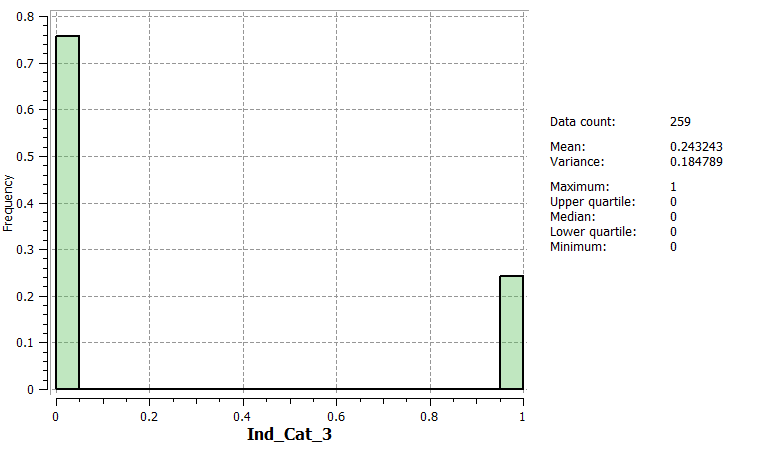 0.8
0.7
0.6
0.5
0.4
0.3
0.2
0.1
0
Frequency
0 0.2 0.4 0.6 0.8 1
Ind_Cat_3
Data count: 259
Mean: 0.243243
Variance: 0.184789
Maximum: 1
Upper quartile: 0
Median: 0
Lower quartile: 0
Minimum: 0